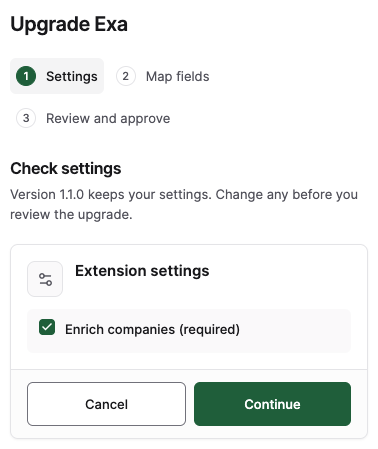 Upgrade Exa
1 Settings
2 Map fields
3 Review and approve
Check settings
Version 1.1.0 keeps your settings. Change any before you
review the upgrade.
Extension settings
Enrich companies (required)
Cancel
Continue